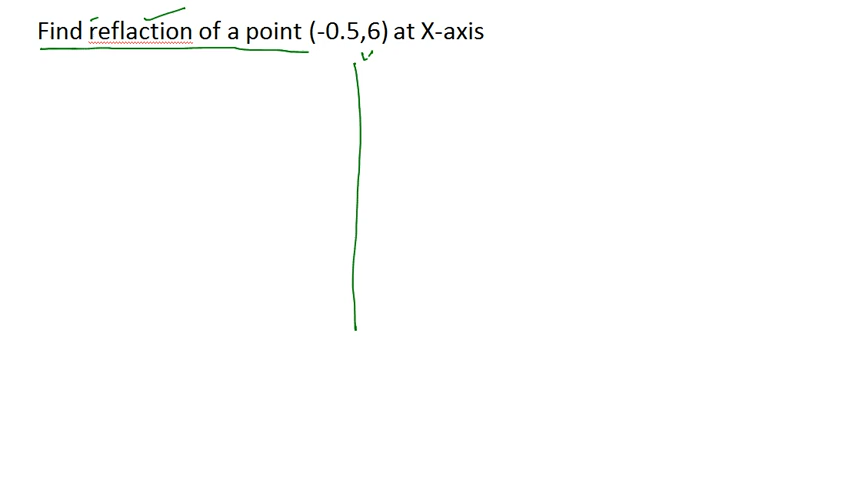 Find reflaction of a point (-0.5,6) at X-axis